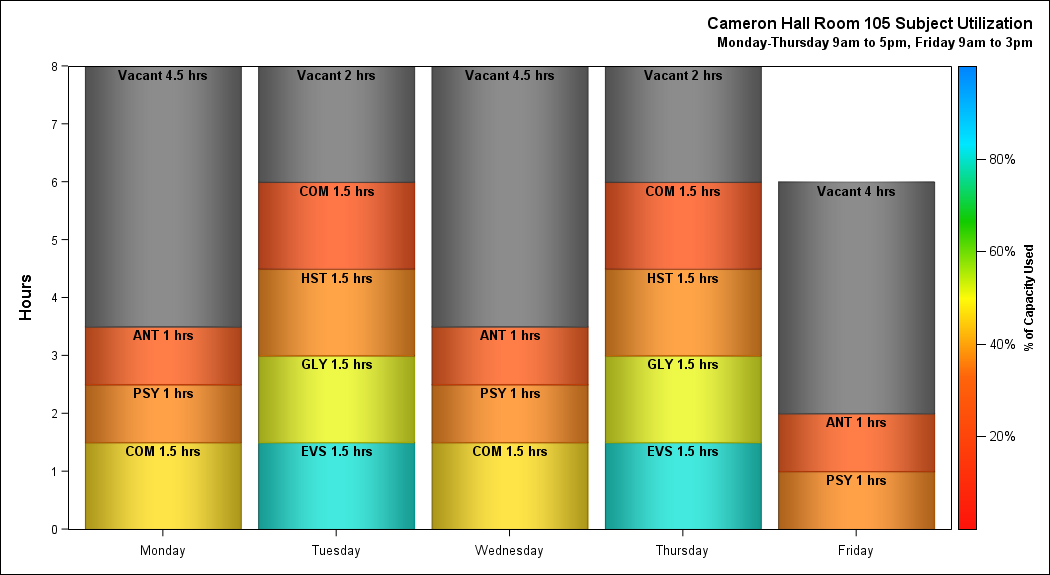 Cameron Hall Room 105 Subject Utilization
Monday-Thursday 9am to 5pm, Friday 9am to 3pm
Hours
8
7
6
5
4
3
2
1
0
Vacant 4.5 hrs
ANT 1 hrs
PSY 1 hrs
COM 1.5 hrs
Monday
Vacant 2 hrs
COM 1.5 hrs
HST 1.5 hrs
GLY 1.5 hrs
EVS 1.5 hrs
Tuesday
Vacant 4.5 hrs
ANT 1 hrs
PSY 1 hrs
COM 1.5 hrs
Wednesday
Vacant 2 hrs
COM 1.5 hrs
HST 1.5 hrs
GLY 1.5 hrs
EVS 1.5 hrs
Thursday
Vacant 4 hrs
ANT 1 hrs
PSY 1 hrs
Friday
80%
60%
40%
20%
% of Capacity Used